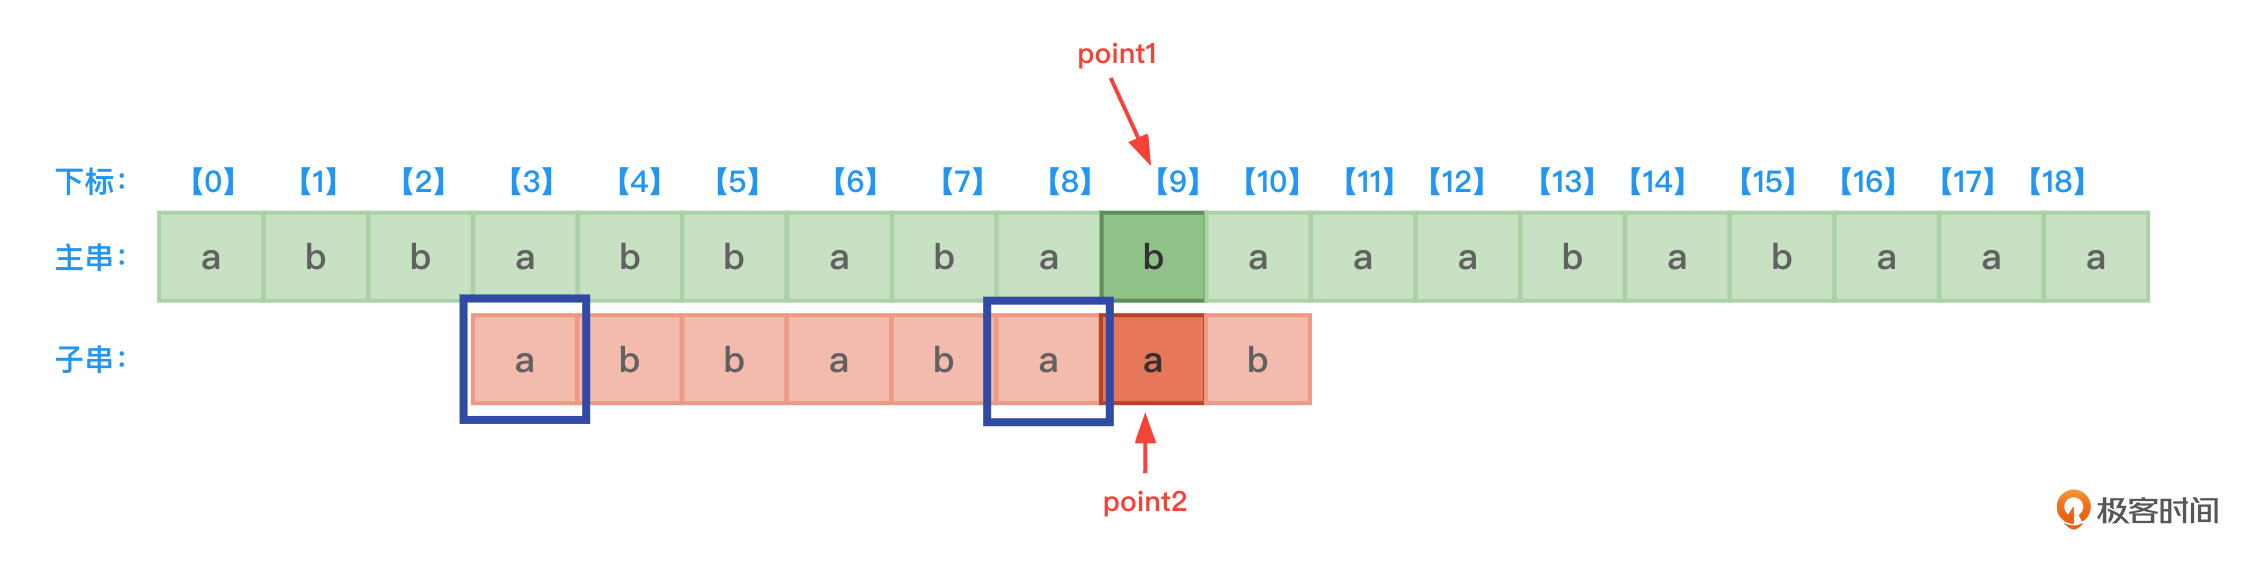 point1
下标： 【0】 【1】 【2】 【3】 【4】 【5】 【6】 【7】 【8】 【9】 【10】 【11】 【12】 【13】 【14】 【15】 【16】 【17】 【18】
主串： a b b a b b a b a b a a a b a b a a a
子串： a b b a b a a b
point2
极客时间